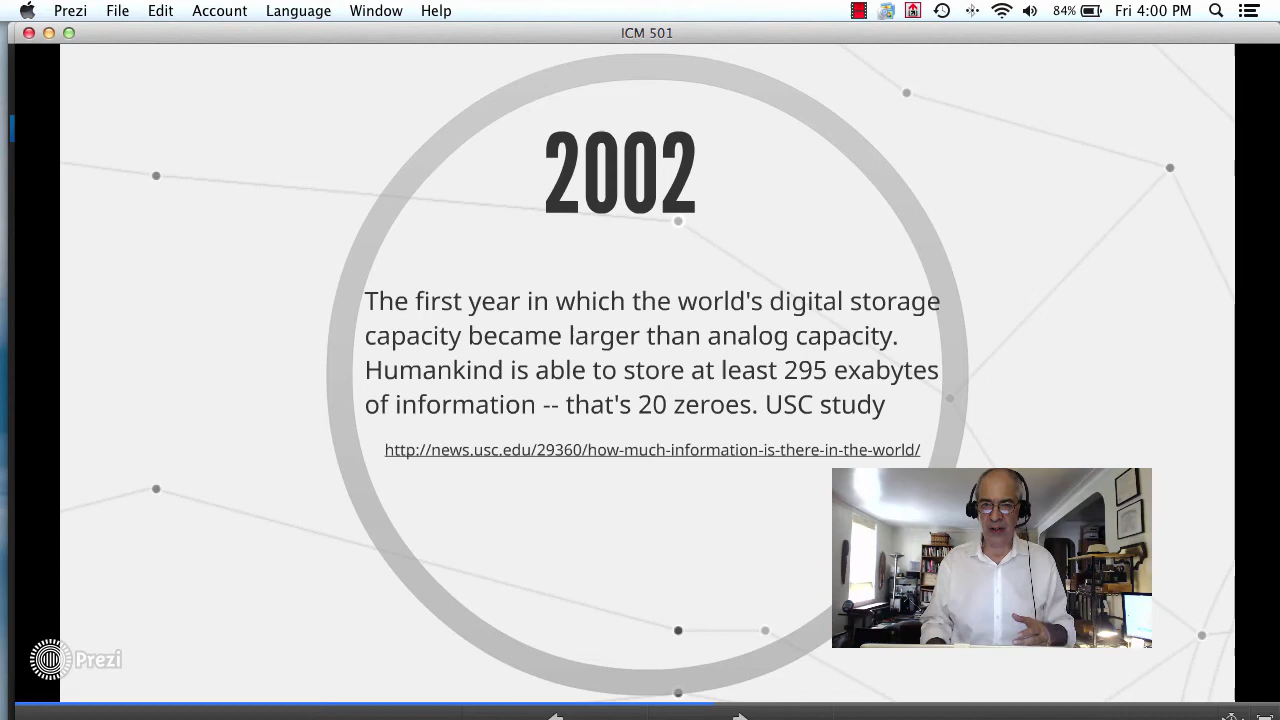 Prezi File Edit Account Language Window Help 84% Fri 4:00 PM
ICM 501
2002
The first year in which the world's digital storage
capacity became larger than analog capacity.
Humankind is able to store at least 295 exabytes
of information -- that's 20 zeroes. USC study
http://news.usc.edu/29360/how-much-information-is-there-in-the-world/
Prezi